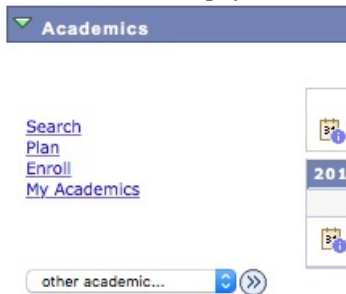 Academics
Search
Plan
Enroll
My Academics
201
other academic...